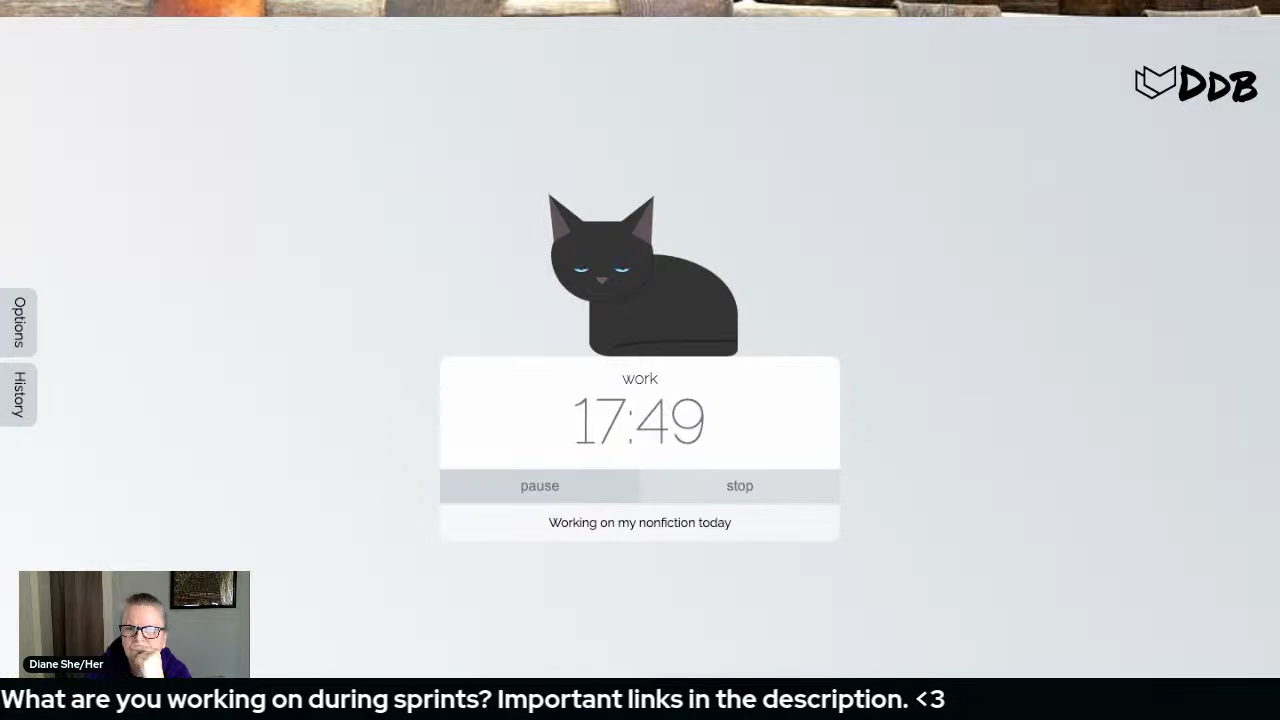 DDB
Options
History
work
17:49
pause
stop
Working on my nonfiction today
Diane She/Her
What are you working on during sprints? Important links in the description. <3